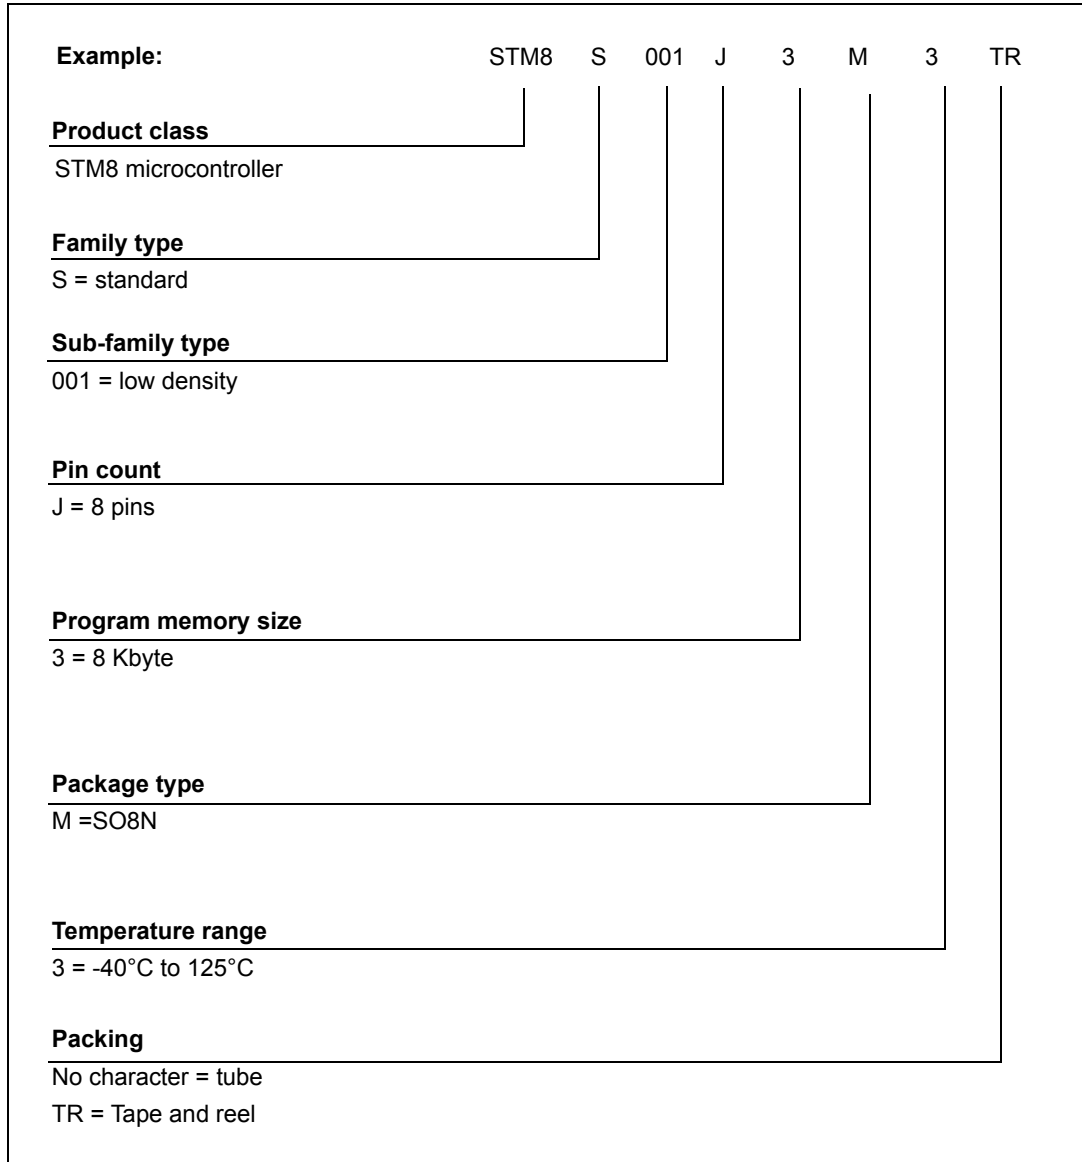 Example: STM8 S 001 J 3 M 3 TR
Product class
STM8 microcontroller
Family type
S = standard
Sub-family type
001 = low density
Pin count
J = 8 pins
Program memory size
3 = 8 Kbyte
Package type
M =SO8N
Temperature range
3 = -40°C to 125°C
Packing
No character = tube
TR = Tape and reel